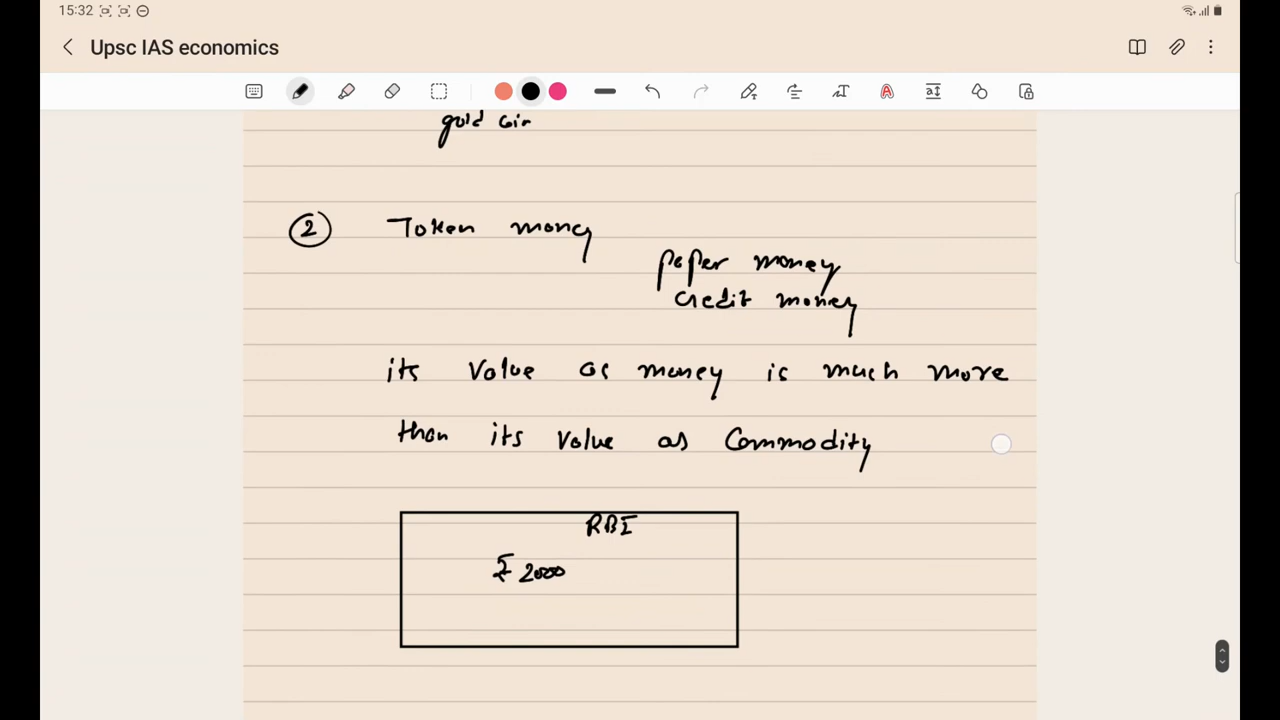 15:32
Upsc IAS economics
gold coin
2 Token money
paper money
credit money
its value as money is much more
than its value as Commodity
RBI
₹ 2000